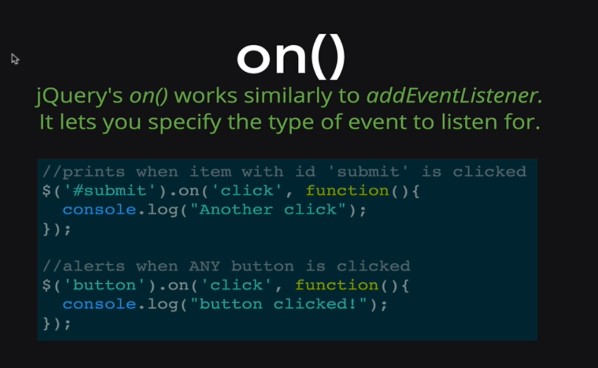 on()
jQuery's on() works similarly to addEventListener.
It lets you specify the type of event to listen for.
//prints when item with id 'submit' is clicked
$('#submit').on('click', function(){
  console.log("Another click");
});
//alerts when ANY button is clicked
$('button').on('click', function(){
  console.log("button clicked!");
});